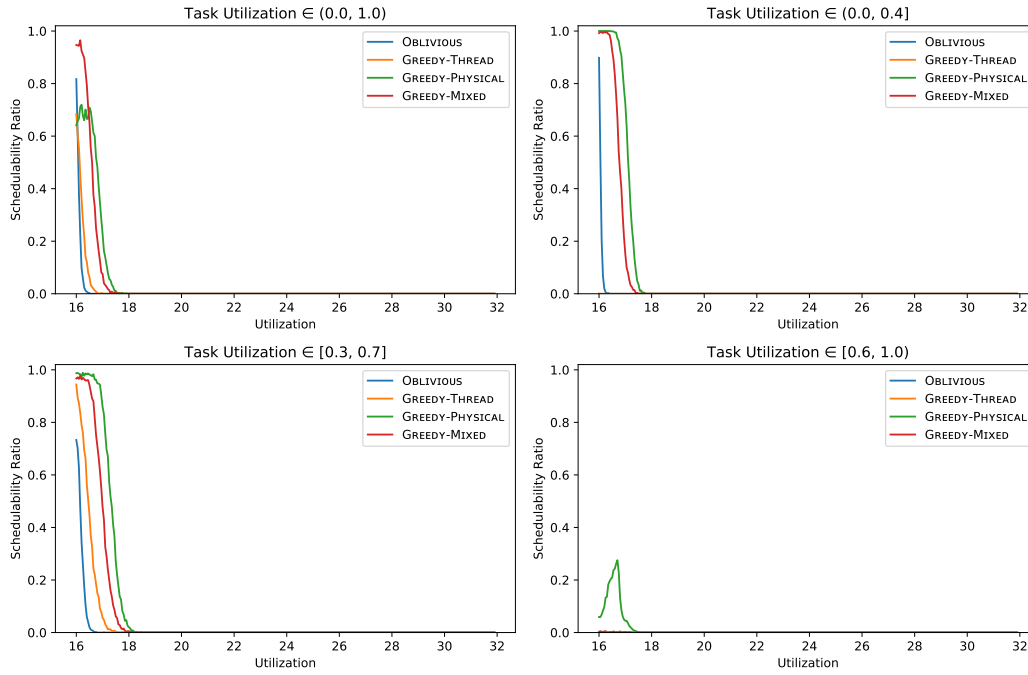 Task Utilization ∈ (0.0, 1.0)
Schedulability Ratio
1.0
0.8
0.6
0.4
0.2
0.0
Oblivious
Greedy-Thread
Greedy-Physical
Greedy-Mixed
16 18 20 22 24 26 28 30 32
Utilization
Task Utilization ∈ (0.0, 0.4]
Schedulability Ratio
1.0
0.8
0.6
0.4
0.2
0.0
Oblivious
Greedy-Thread
Greedy-Physical
Greedy-Mixed
16 18 20 22 24 26 28 30 32
Utilization
Task Utilization ∈ [0.3, 0.7]
Schedulability Ratio
1.0
0.8
0.6
0.4
0.2
0.0
Oblivious
Greedy-Thread
Greedy-Physical
Greedy-Mixed
16 18 20 22 24 26 28 30 32
Utilization
Task Utilization ∈ [0.6, 1.0)
Schedulability Ratio
1.0
0.8
0.6
0.4
0.2
0.0
Oblivious
Greedy-Thread
Greedy-Physical
Greedy-Mixed
16 18 20 22 24 26 28 30 32
Utilization